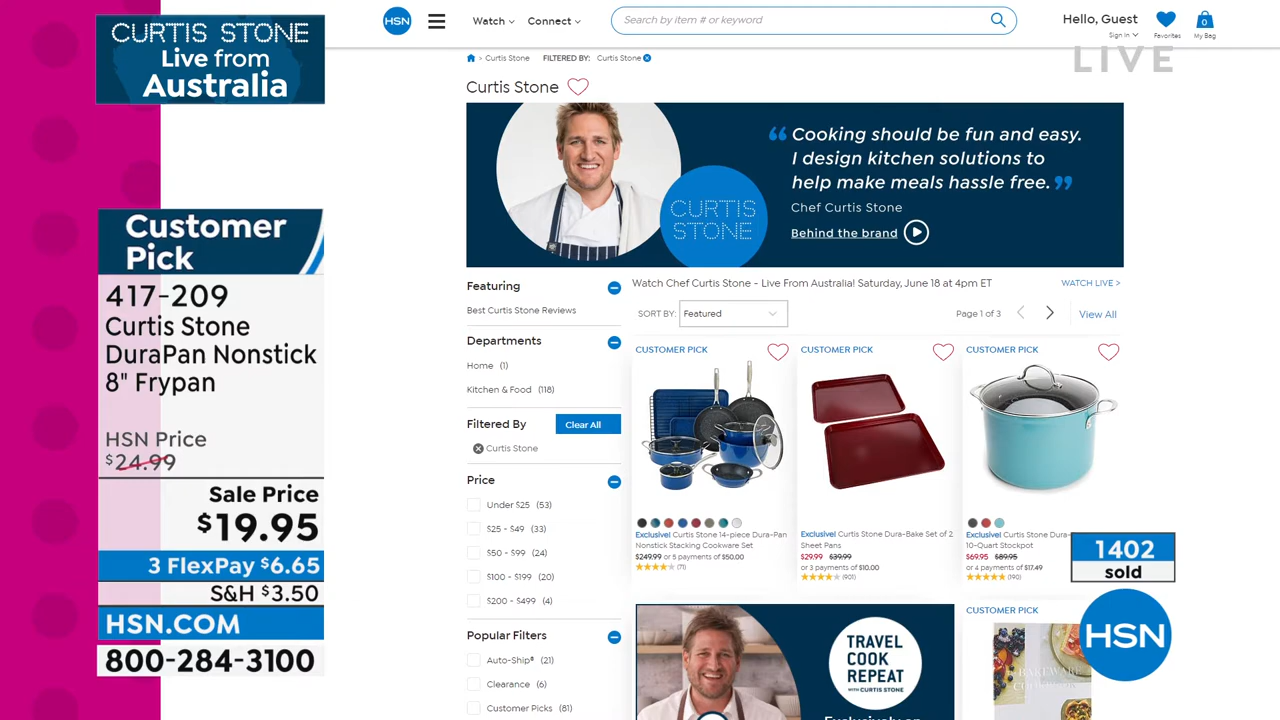 CURTIS STONE
Live from
Australia
Customer
Pick
417-209
Curtis Stone
DuraPan Nonstick
8" Frypan
HSN Price
$24.99
Sale Price
$19.95
3 FlexPay $6.65
S&H $3.50
HSN.COM
800-284-3100
HSN
Watch
Connect
Search by item # or keyword
Hello, Guest
Sign In
Favorites
0
My Bag
LIVE
> Curtis Stone
FILTERED BY:
Curtis Stone
Curtis Stone
CURTIS
STONE
“ Cooking should be fun and easy.
I design kitchen solutions to
help make meals hassle free. ”
Chef Curtis Stone
Behind the brand
Featuring
Best Curtis Stone Reviews
Departments
Home (1)
Kitchen & Food (118)
Filtered By
Clear All
Curtis Stone
Price
Under $25 (53)
$25 - $49 (33)
$50 - $99 (24)
$100 - $199 (20)
$200 - $499 (4)
Popular Filters
Auto-Ship® (21)
Clearance (6)
Customer Picks (81)
Watch Chef Curtis Stone - Live From Australia! Saturday, June 18 at 4pm ET
WATCH LIVE >
SORT BY:
Featured
Page 1 of 3
View All
CUSTOMER PICK
Exclusive! Curtis Stone 14-piece Dura-Pan
Nonstick Stacking Cookware Set
$249.99 or 5 payments of $50.00
(71)
CUSTOMER PICK
Exclusive! Curtis Stone Dura-Bake Set of 2
Sheet Pans
$29.99 $39.99
or 3 payments of $10.00
(901)
CUSTOMER PICK
Exclusive! Curtis Stone Dura-
10-Quart Stockpot
$69.95 $89.95
or 4 payments of $17.49
(190)
1402
sold
HSN
TRAVEL
COOK
REPEAT
WITH CURTIS STONE
CUSTOMER PICK